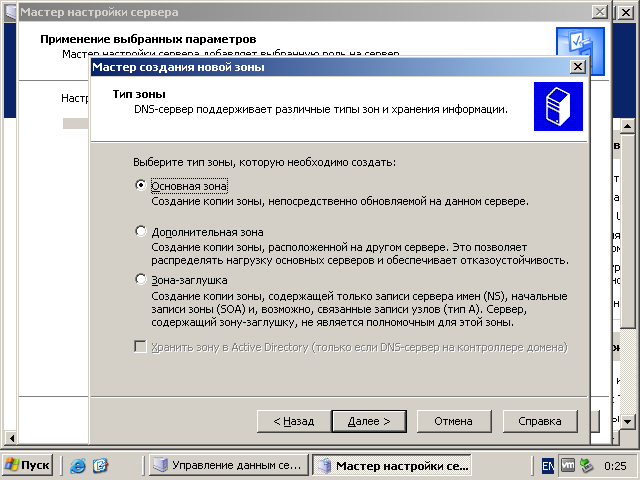 Мастер настройки сервера
Применение выбранных параметров
Мастер настройки сервера добавляет выбранную роль на сервер
Мастер создания новой зоны
Тип зоны
DNS-сервер поддерживает различные типы зон и хранения информации.
Выберите тип зоны, которую необходимо создать:
Основная зона
Создание копии зоны, непосредственно обновляемой на данном сервере.
Дополнительная зона
Создание копии зоны, расположенной на другом сервере. Это позволяет
распределять нагрузку основных серверов и обеспечивает отказоустойчивость.
Зона-заглушка
Создание копии зоны, содержащей только записи сервера имен (NS), начальные
записи зоны (SOA) и, возможно, связанные записи узлов (тип A). Сервер,
содержащий зону-заглушку, не является полномочным для этой зоны.
Хранить зону в Active Directory (только если DNS-сервер на контроллере домена)
< Назад
Далее >
Отмена
Справка
Пуск
Управление данным се...
Мастер настройки се...
EN
vm
0:25